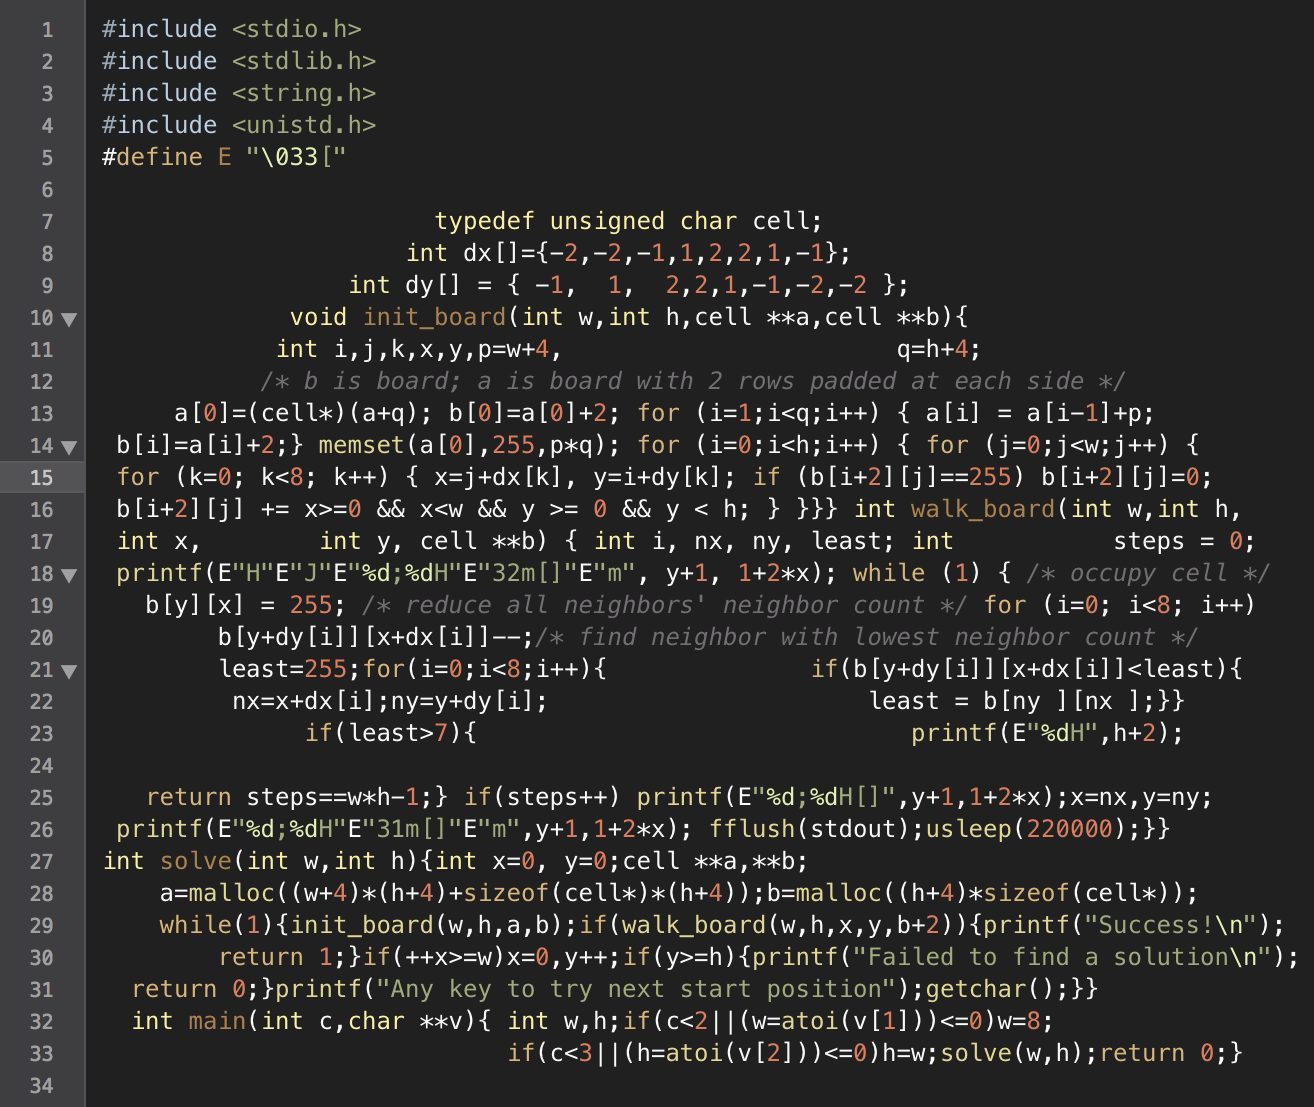 1 #include <stdio.h>
2 #include <stdlib.h>
3 #include <string.h>
4 #include <unistd.h>
5 #define E "\033["
6
7 typedef unsigned char cell;
8 int dx[]={-2,-2,-1,1,2,2,1,-1};
9 int dy[] = { -1,  1,  2,2,1,-1,-2,-2 };
10 void init_board(int w,int h,cell **a,cell **b){
11 int i,j,k,x,y,p=w+4,                       q=h+4;
12 /* b is board; a is board with 2 rows padded at each side */
13 a[0]=(cell*)(a+q); b[0]=a[0]+2; for (i=1;i<q;i++) { a[i] = a[i-1]+p;
14 b[i]=a[i]+2;} memset(a[0],255,p*q); for (i=0;i<h;i++) { for (j=0;j<w;j++) {
15 for (k=0; k<8; k++) { x=j+dx[k], y=i+dy[k]; if (b[i+2][j]==255) b[i+2][j]=0;
16 b[i+2][j] += x>=0 && x<w && y >= 0 && y < h; } }}} int walk_board(int w,int h,
17 int x,        int y, cell **b) { int i, nx, ny, least; int           steps = 0;
18 printf(E"H"E"J"E"%d;%dH"E"32m[]"E"m", y+1, 1+2*x); while (1) { /* occupy cell */
19 b[y][x] = 255; /* reduce all neighbors' neighbor count */ for (i=0; i<8; i++)
20 b[y+dy[i]][x+dx[i]]--;/* find neighbor with lowest neighbor count */
21 least=255;for(i=0;i<8;i++){              if(b[y+dy[i]][x+dx[i]]<least){
22 nx=x+dx[i];ny=y+dy[i];                      least = b[ny ][nx ];}}
23 if(least>7){                              printf(E"%dH",h+2);
24
25 return steps==w*h-1;} if(steps++) printf(E"%d;%dH[]",y+1,1+2*x);x=nx,y=ny;
26 printf(E"%d;%dH"E"31m[]"E"m",y+1,1+2*x); fflush(stdout);usleep(220000);}}
27 int solve(int w,int h){int x=0, y=0;cell **a,**b;
28 a=malloc((w+4)*(h+4)+sizeof(cell*)*(h+4));b=malloc((h+4)*sizeof(cell*));
29 while(1){init_board(w,h,a,b);if(walk_board(w,h,x,y,b+2)){printf("Success!\n");
30 return 1;}if(++x>=w)x=0,y++;if(y>=h){printf("Failed to find a solution\n");
31 return 0;}printf("Any key to try next start position");getchar();}}
32 int main(int c,char **v){ int w,h;if(c<2||(w=atoi(v[1]))<=0)w=8;
33 if(c<3||(h=atoi(v[2]))<=0)h=w;solve(w,h);return 0;}
34